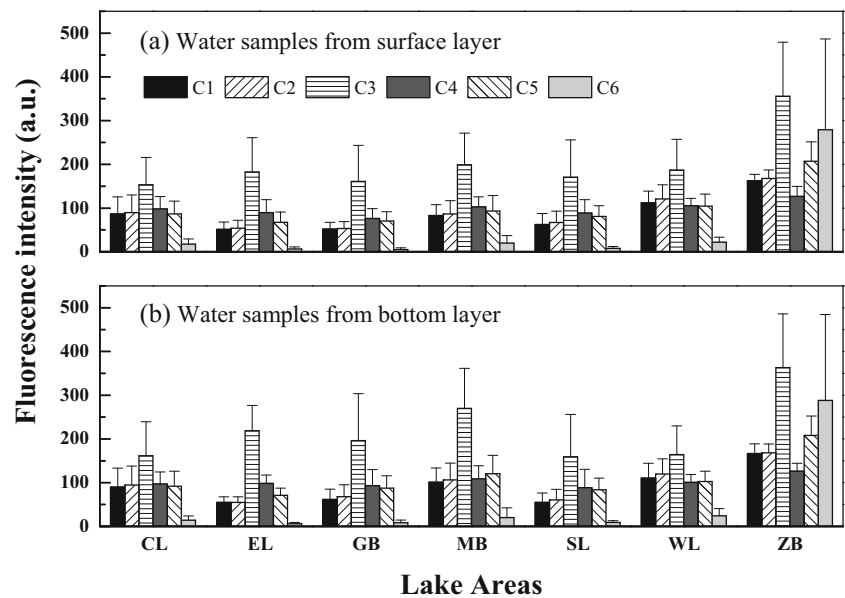 Fluorescence intensity (a.u.)
500
400
300
200
100
0
(a) Water samples from surface layer
C1 C2 C3 C4 C5 C6
500
400
300
200
100
0
(b) Water samples from bottom layer
CL EL GB MB SL WL ZB
Lake Areas